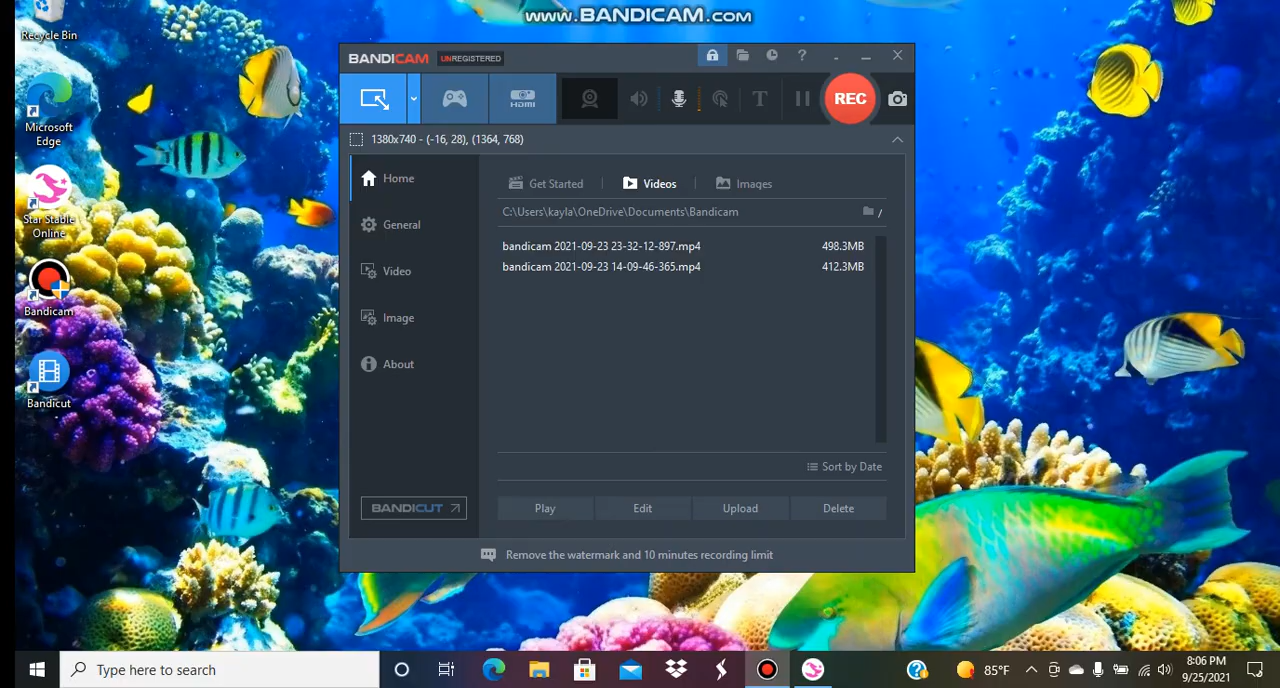 www.BANDICAM.com
Recycle Bin
Microsoft
Edge
Star Stable
Online
Bandicam
Bandicut
BANDICAM UNREGISTERED
?
HDMI
T
REC
1380x740 - (-16, 28), (1364, 768)
Home
General
Video
Image
About
BANDICUT
Get Started
Videos
Images
C:\Users\kayla\OneDrive\Documents\Bandicam
/
bandicam 2021-09-23 23-32-12-897.mp4 498.3MB
bandicam 2021-09-23 14-09-46-365.mp4 412.3MB
Sort by Date
Play Edit Upload Delete
Remove the watermark and 10 minutes recording limit
Type here to search
85°F
8:06 PM
9/25/2021